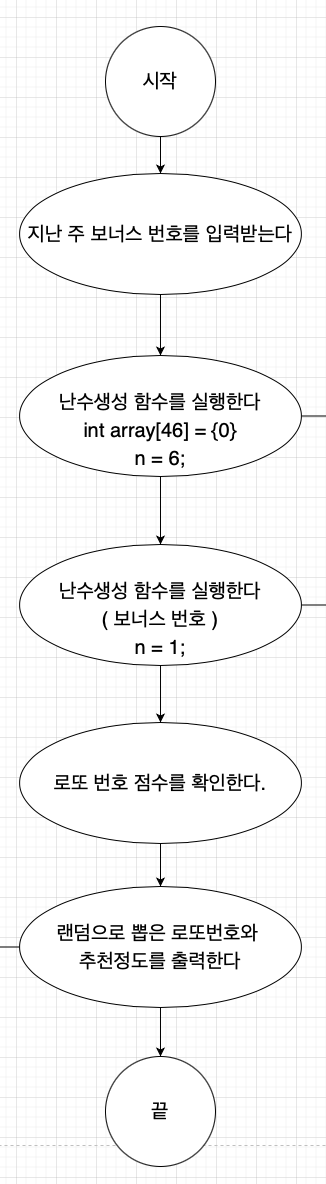 시작
지난 주 보너스 번호를 입력받는다
난수생성 함수를 실행한다
int array[46] = {0}
n = 6;
난수생성 함수를 실행한다
( 보너스 번호 )
n = 1;
로또 번호 점수를 확인한다.
랜덤으로 뽑은 로또번호와
추천정도를 출력한다
끝